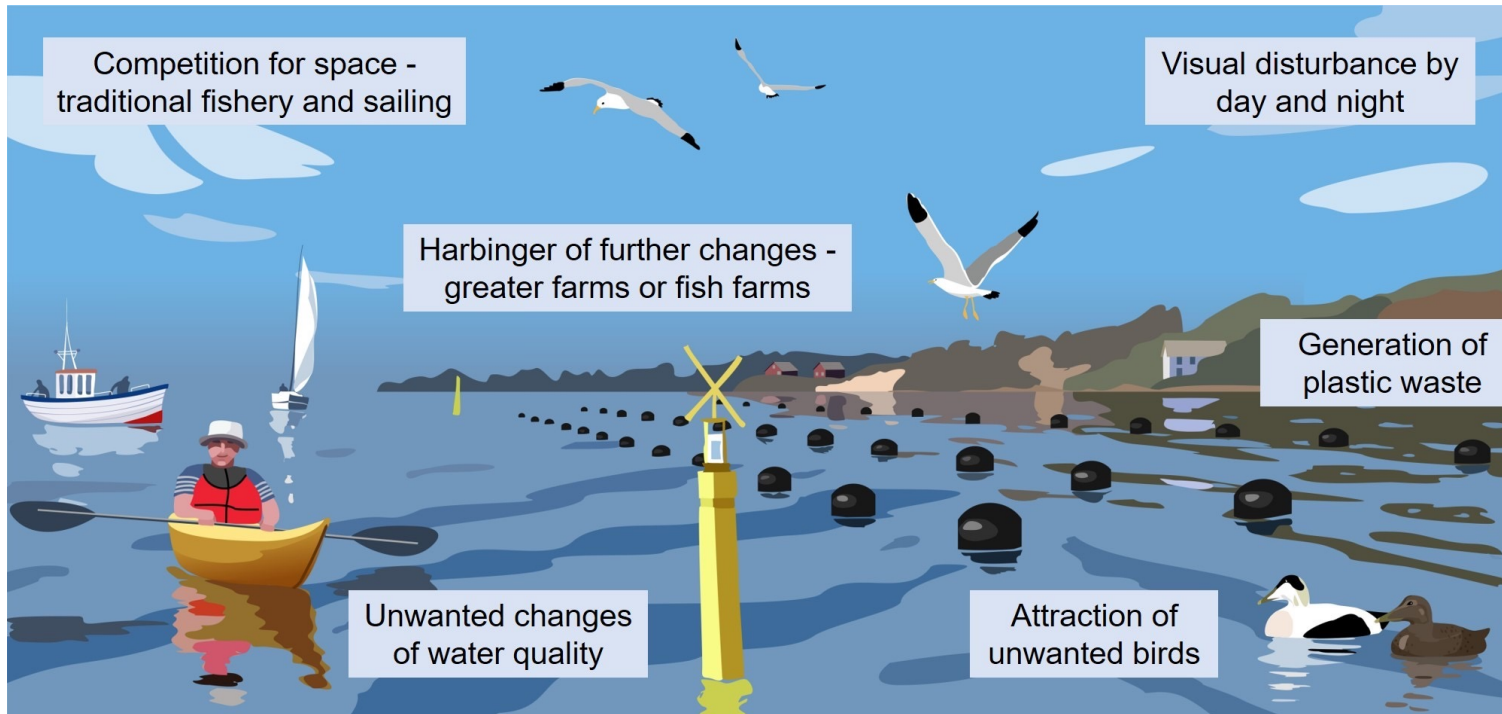 Competition for space -
traditional fishery and sailing
Visual disturbance by
day and night
Harbinger of further changes -
greater farms or fish farms
Generation of
plastic waste
Unwanted changes
of water quality
Attraction of
unwanted birds